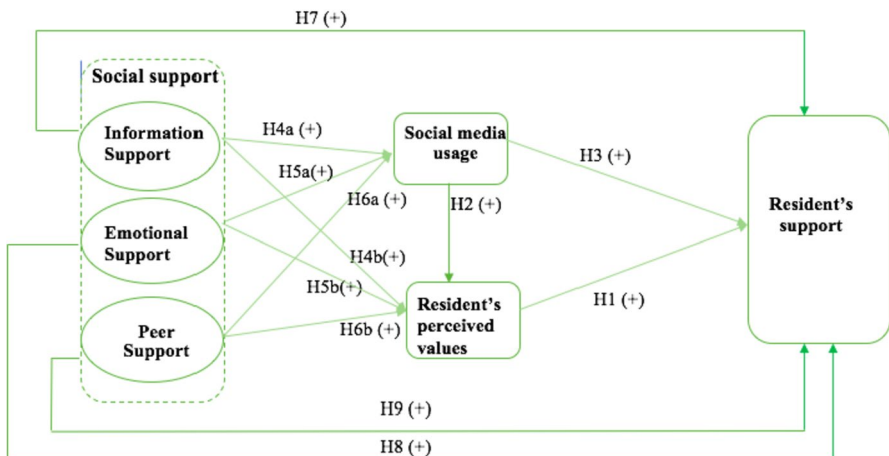 H7 (+)
Social support
Information
Support
H4a (+)
Social media
usage
H3 (+)
H5a(+)
H6a (+)
H2 (+)
Resident's
support
Emotional
Support
H4b(+)
H5b(+)
Resident's
perceived
values
H1 (+)
H6b (+)
Peer
Support
H9 (+)
H8 (+)